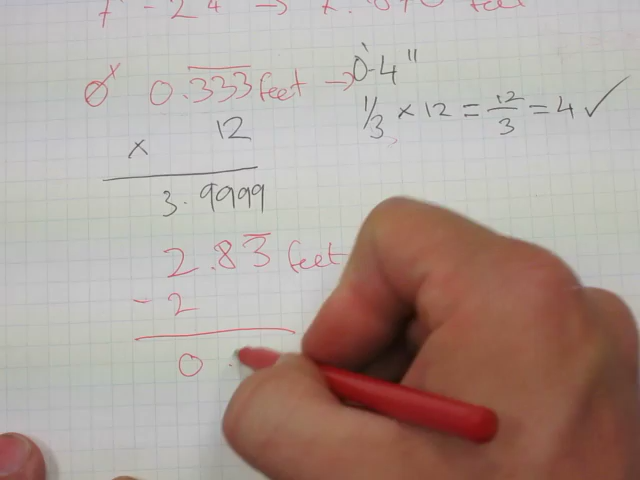 0' 0.333 feet → 0'-4"
× 12
3.9999
1/3 × 12 = 12/3 = 4 ✓
2.83 feet
- 2
0.